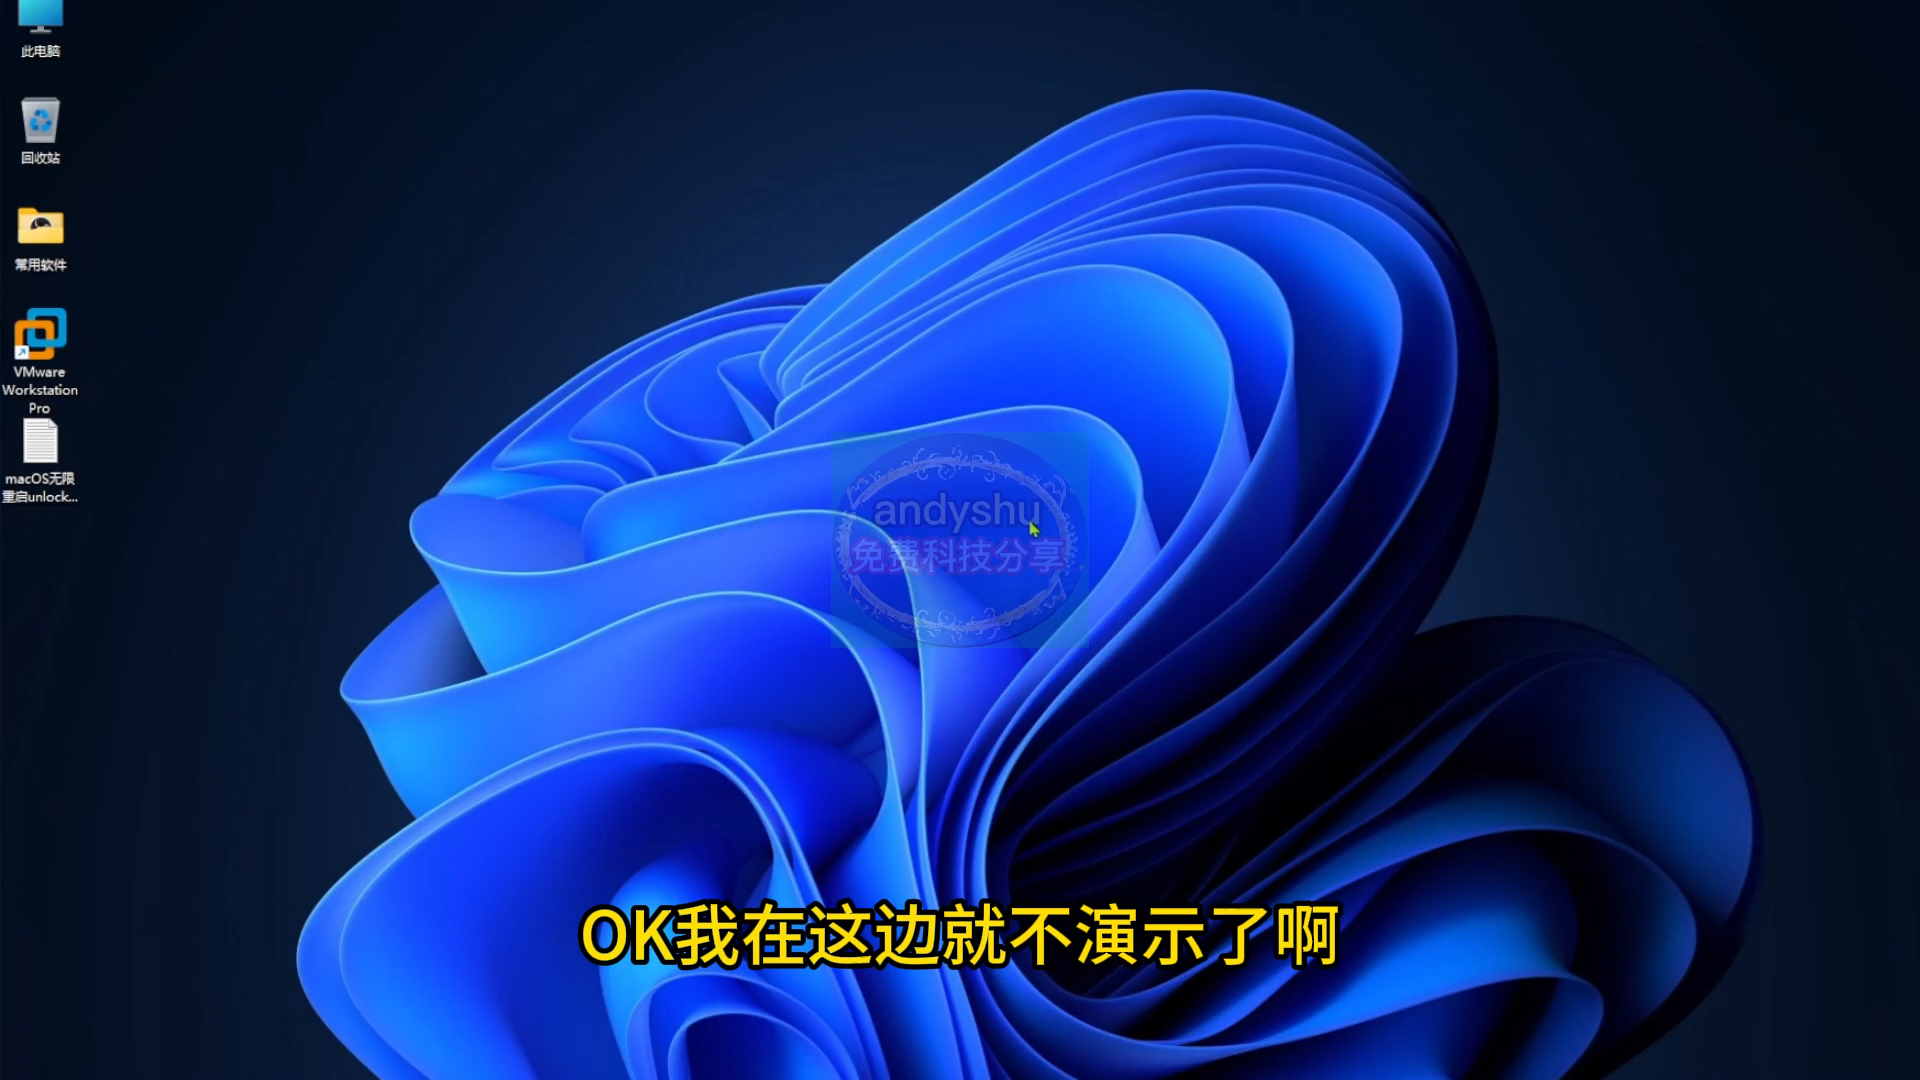 此电脑
回收站
常用软件
VMware
Workstation
Pro
macOS无限
重启unlock...
andyshu
免费科技分享
OK我在这边就不演示了啊